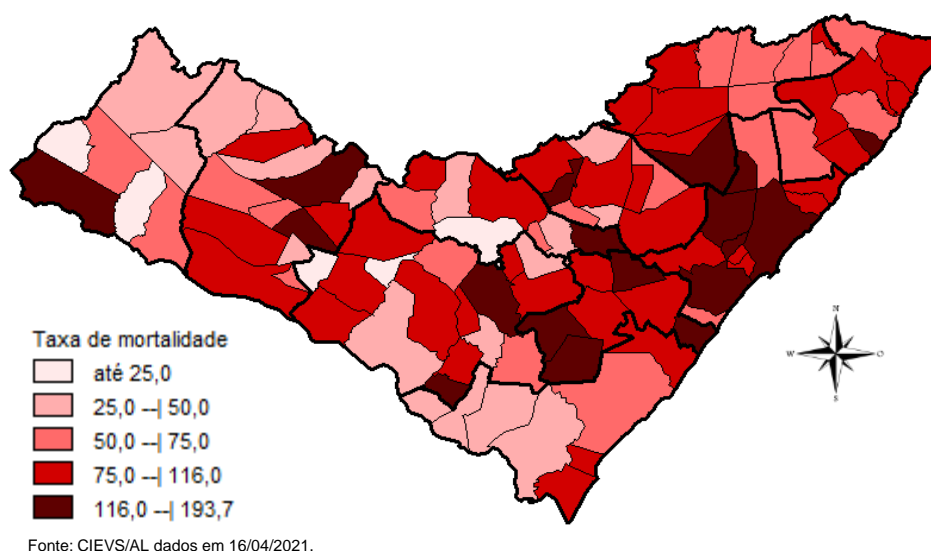 N
W
O
S
Taxa de mortalidade
até 25,0
25,0 --| 50,0
50,0 --| 75,0
75,0 --| 116,0
116,0 --| 193,7
Fonte: CIEVS/AL dados em 16/04/2021.